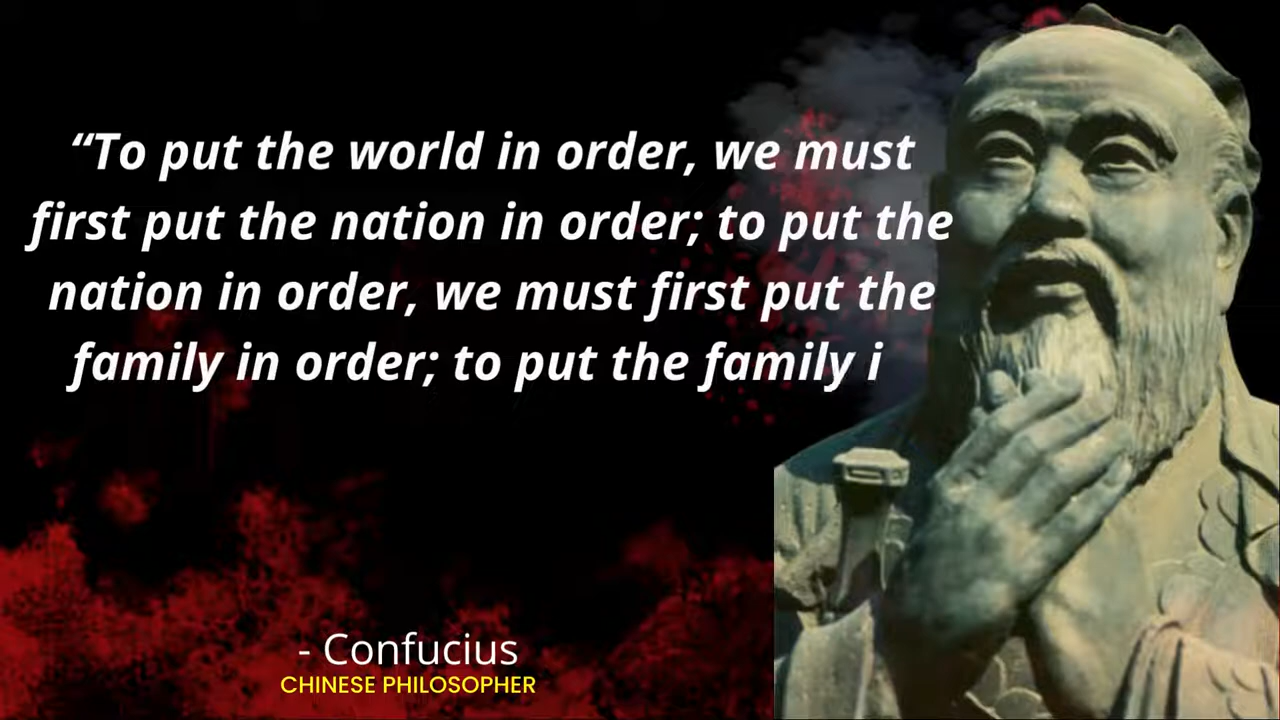 “To put the world in order, we must
first put the nation in order; to put the
nation in order, we must first put the
family in order; to put the family i
- Confucius
CHINESE PHILOSOPHER